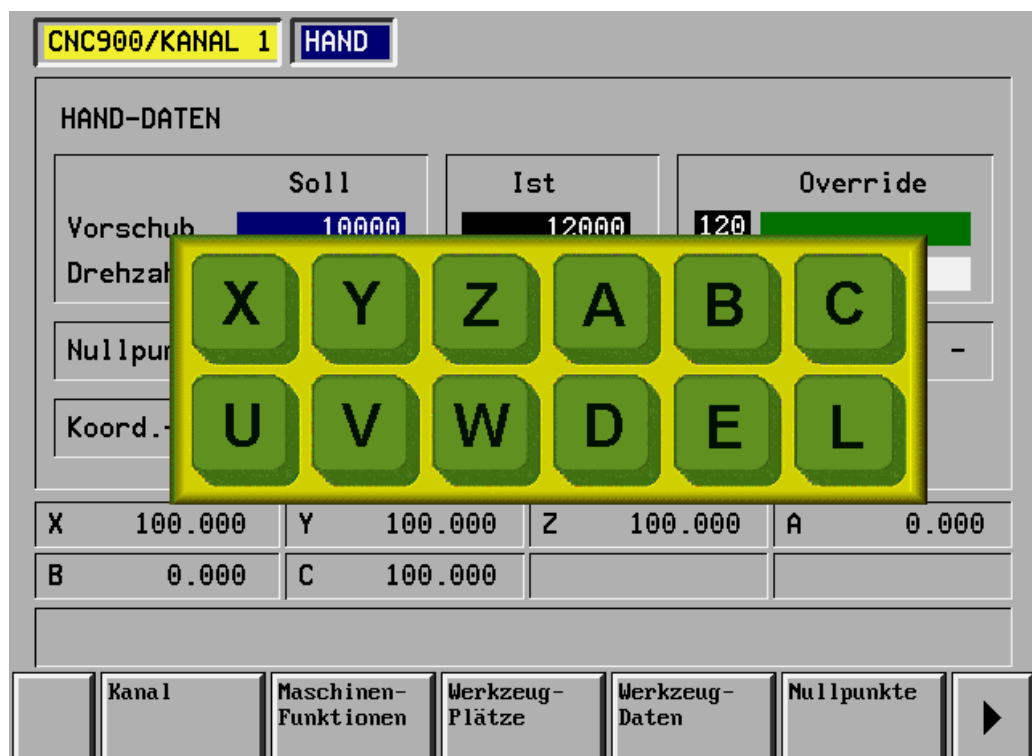 CNC900/KANAL 1 HAND
HAND-DATEN
Soll Ist Override
Vorschub 10000 12000 120
X Y Z A B C
-
U V W D E L
X 100.000 Y 100.000 Z 100.000 A 0.000
B 0.000 C 100.000
Kanal Maschinen-Funktionen Werkzeug-Plätze Werkzeug-Daten Nullpunkte